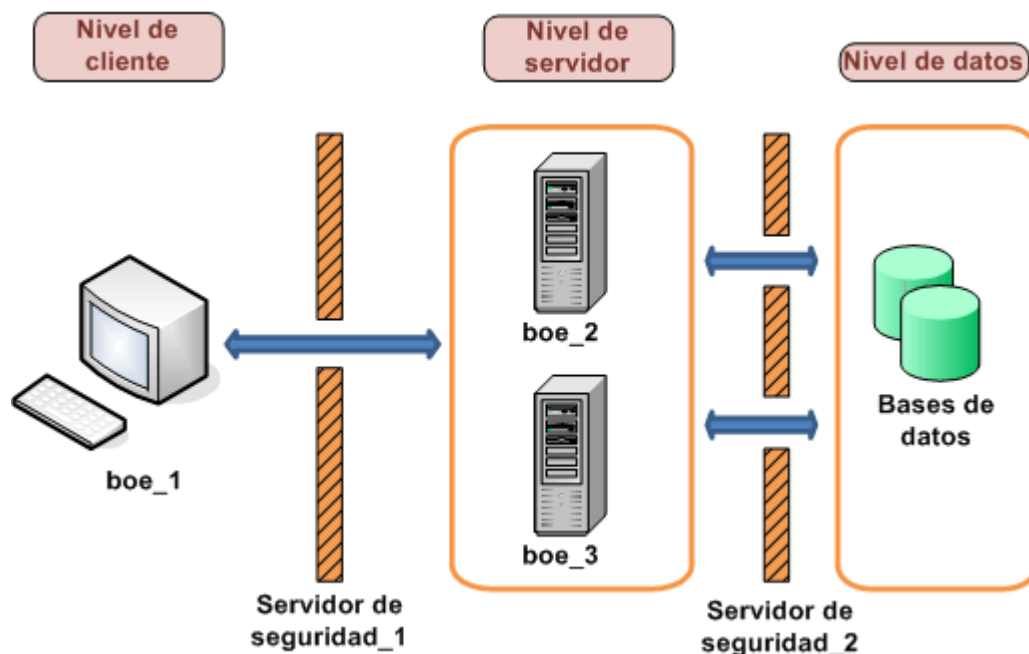 Nivel de
cliente
Nivel de
servidor
Nivel de datos
boe_1
boe_2
boe_3
Bases de
datos
Servidor de
seguridad_1
Servidor de
seguridad_2